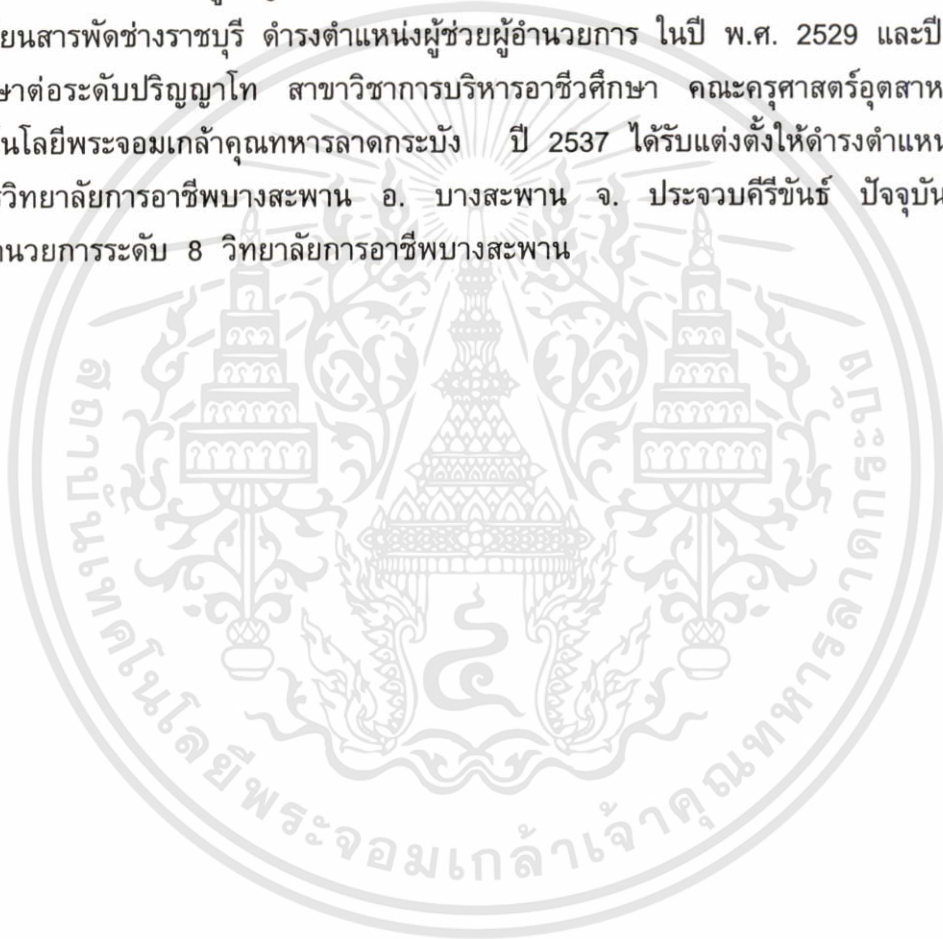 ยนสารพัดช่างราชบุรี ดำรงตำแหน่งผู้ช่วยผู้อำนวยการ ในปี พ.ศ. 2529 และปี
ษาต่อระดับปริญญาโท สาขาวิชาการบริหารอาชีวศึกษา คณะครุศาสตร์อุตสาห
นโลยีพระจอมเกล้าคุณทหารลาดกระบัง ปี 2537 ได้รับแต่งตั้งให้ดำรงตำแหน
รวิทยาลัยการอาชีพบางสะพาน อ. บางสะพาน จ. ประจวบคีรีขันธ์ ปัจจุบัน
านวยการระดับ 8 วิทยาลัยการอาชีพบางสะพาน
สถาบันเทคโนโลยีพระจอมเกล้าเจ้าคุณทหารลาดกระบัง